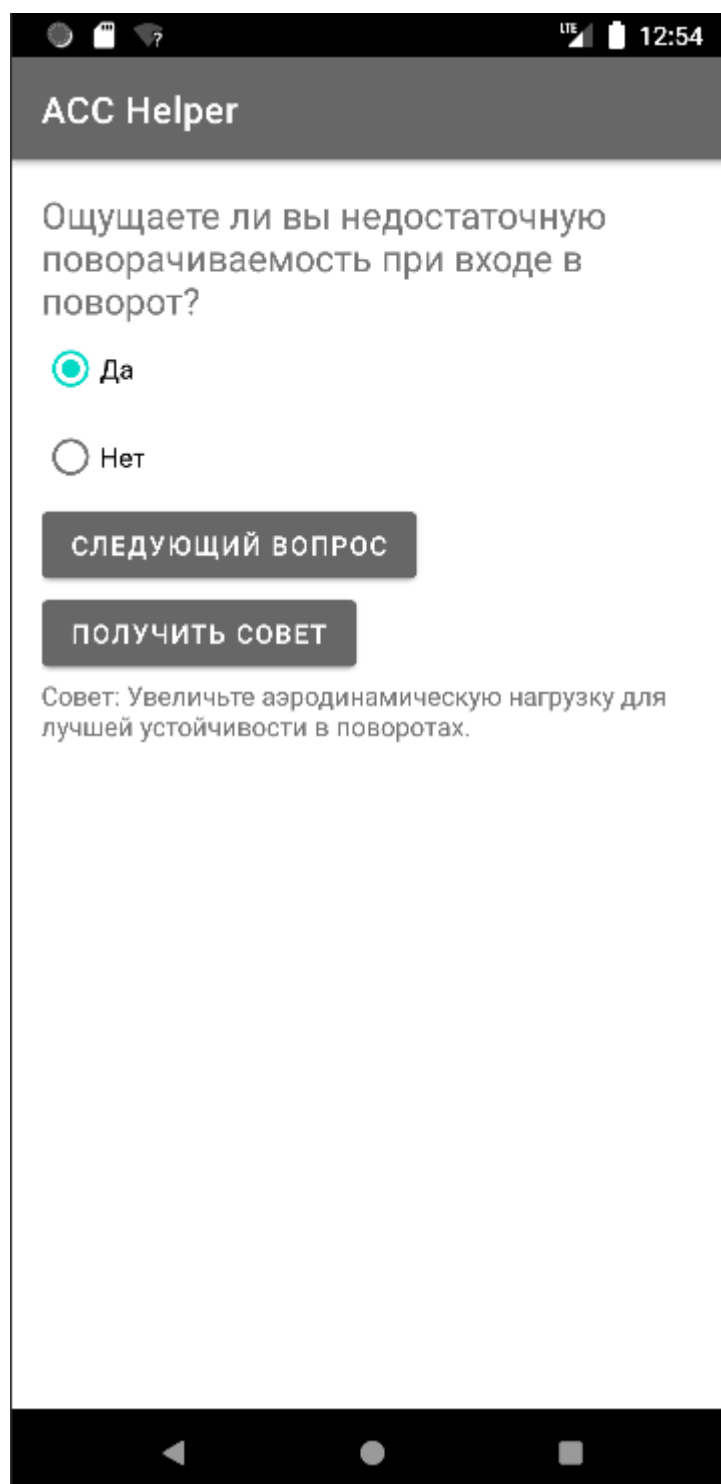 LTE 12:54
ACC Helper
Ощущаете ли вы недостаточную
поворачиваемость при входе в
поворот?
Да
Нет
СЛЕДУЮЩИЙ ВОПРОС
ПОЛУЧИТЬ СОВЕТ
Совет: Увеличьте аэродинамическую нагрузку для
лучшей устойчивости в поворотах.